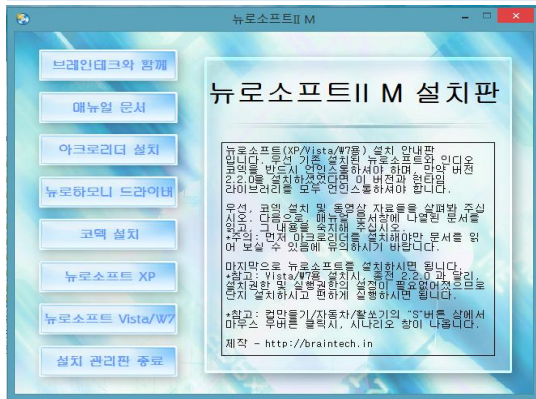 뉴로소프트II M
브레인테크와 함께
매뉴얼 문서
아크로리더 설치
뉴로하모니 드라이버
코덱 설치
뉴로소프트 XP
뉴로소프트 Vista/W7
설치 관리판 종료
뉴로소프트II M 설치판
뉴로소프트(XP/Vista/W7용) 설치 안내판
입니다. 우선 기존 설치된 뉴로소프트와 인디오
코덱을 반드시 언인스톨하셔야 하며, 만약 버전
2.2.0을 설치하셨었다면 이 버전과 런타임
라이브러리를 모두 언인스톨하셔야 합니다.
우선, 코덱 설치 및 동영상 자료들을 살펴봐 주십
시오. 다음으로, 매뉴얼 문서창에 나열된 문서를
읽고, 그 내용을 숙지해 주십시오.
*주의: 먼저 아크로리더를 설치해야만 문서를 읽
어 보실 수 있음에 유의하시기 바랍니다.
마지막으로 뉴로소프트를 설치하시면 됩니다.
*참고: Vista/W7용 설치시, 종전 2.2.0 과 달리,
설치권한 및 실행권한의 설정이 필요없어졌으므로
단지 설치하시고 편하게 실행하시면 됩니다.
*참고: 컵만들기/자동차/활쏘기의 "S"버튼 상에서
마우스 우버튼 클릭시, 시나리오 창이 나옵니다.
제작 - http://braintech.in